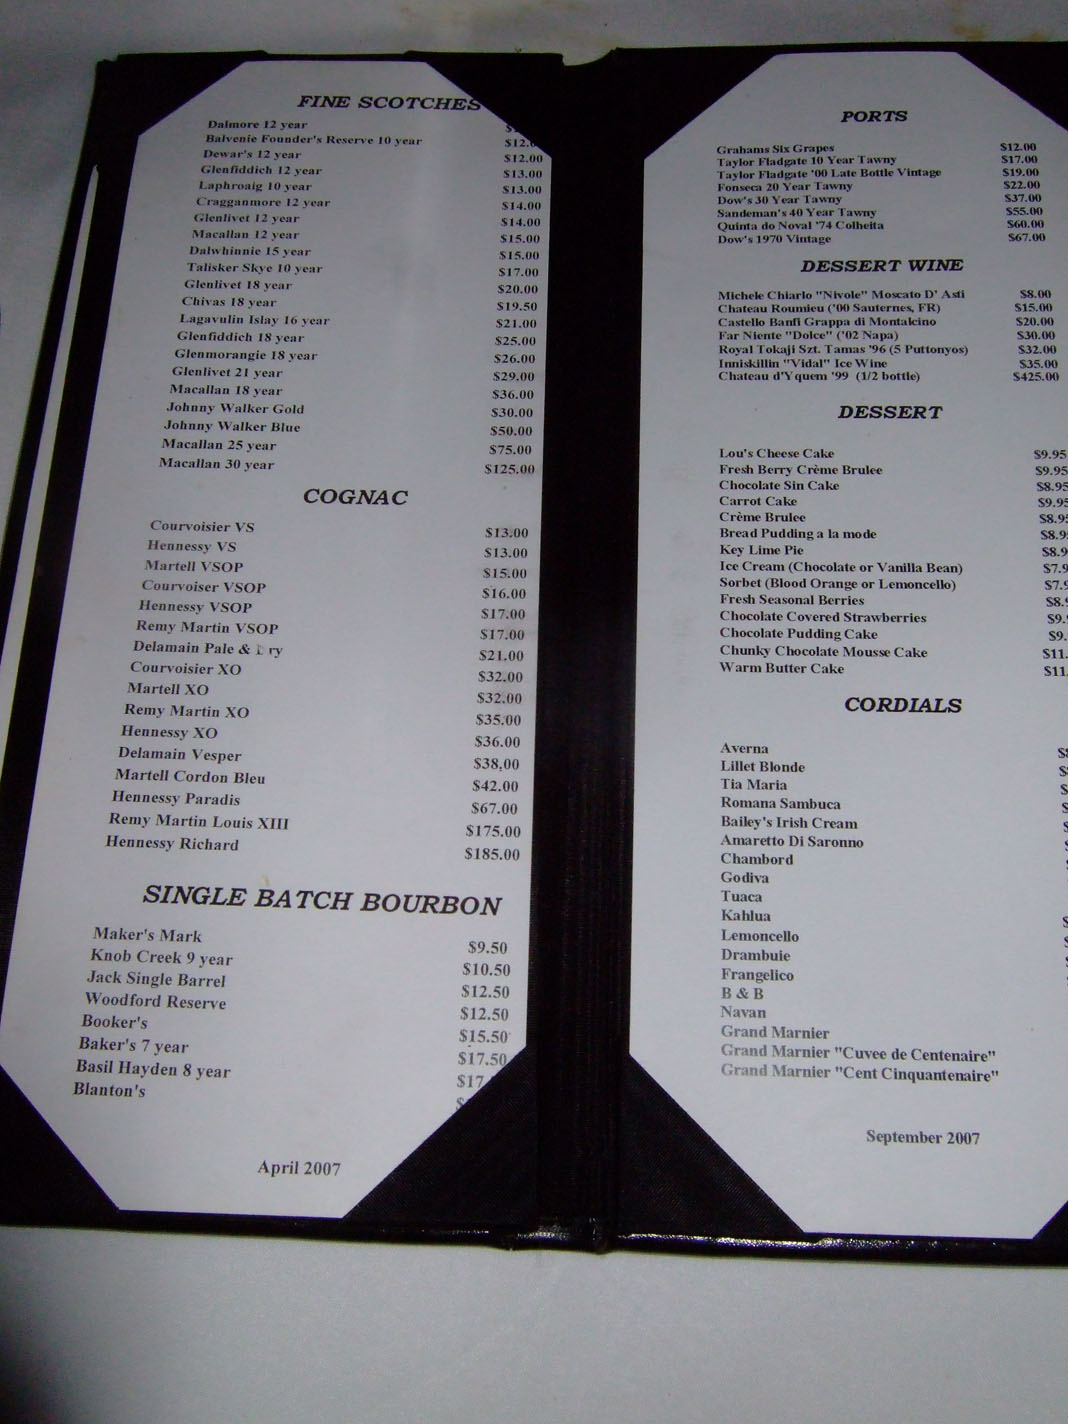 FINE SCOTCHES
Dalmore 12 year
Balvenie Founder's Reserve 10 year
Dewar's 12 year $12.00
Glenfiddich 12 year $13.00
Laphroaig 10 year $13.00
Cragganmore 12 year $14.00
Glenlivet 12 year $14.00
Macallan 12 year $15.00
Dalwhinnie 15 year $15.00
Talisker Skye 10 year $17.00
Glenlivet 18 year $20.00
Chivas 18 year $19.50
Lagavulin Islay 16 year $21.00
Glenfiddich 18 year $25.00
Glenmorangie 18 year $26.00
Glenlivet 21 year $29.00
Macallan 18 year $36.00
Johnny Walker Gold $30.00
Johnny Walker Blue $50.00
Macallan 25 year $75.00
Macallan 30 year $125.00
COGNAC
Courvoisier VS $13.00
Hennessy VS $13.00
Martell VSOP $15.00
Courvoiser VSOP $16.00
Hennessy VSOP $17.00
Remy Martin VSOP $17.00
Delamain Pale & Dry $21.00
Courvoisier XO $32.00
Martell XO $32.00
Remy Martin XO $35.00
Hennessy XO $36.00
Delamain Vesper $38.00
Martell Cordon Bleu $42.00
Hennessy Paradis $67.00
Remy Martin Louis XIII $175.00
Hennessy Richard $185.00
SINGLE BATCH BOURBON
Maker's Mark $9.50
Knob Creek 9 year $10.50
Jack Single Barrel $12.50
Woodford Reserve $12.50
Booker's $15.50
Baker's 7 year $17.50
Basil Hayden 8 year
Blanton's
April 2007
PORTS
Grahams Six Grapes $12.00
Taylor Fladgate 10 Year Tawny $17.00
Taylor Fladgate '00 Late Bottle Vintage $19.00
Fonseca 20 Year Tawny $22.00
Dow's 30 Year Tawny $37.00
Sandeman's 40 Year Tawny $55.00
Quinta do Noval '74 Colheita $60.00
Dow's 1970 Vintage $67.00
DESSERT WINE
Michele Chiarlo "Nivole" Moscato D' Asti $8.00
Chateau Roumieu ('00 Sauternes, FR) $15.00
Castello Banfi Grappa di Montalcino $20.00
Far Niente "Dolce" ('02 Napa) $30.00
Royal Tokaji Szt. Tamas '96 (5 Puttonyos) $32.00
Inniskillin "Vidal" Ice Wine $35.00
Chateau d'Yquem '99 (1/2 bottle) $425.00
DESSERT
Lou's Cheese Cake $9.95
Fresh Berry Crème Brulee $9.95
Chocolate Sin Cake $8.95
Carrot Cake $9.95
Crème Brulee
Bread Pudding a la mode
Key Lime Pie
Ice Cream (Chocolate or Vanilla Bean)
Sorbet (Blood Orange or Lemoncello)
Fresh Seasonal Berries
Chocolate Covered Strawberries
Chocolate Pudding Cake
Chunky Chocolate Mousse Cake
Warm Butter Cake
CORDIALS
Averna
Lillet Blonde
Tia Maria
Romana Sambuca
Bailey's Irish Cream
Amaretto Di Saronno
Chambord
Godiva
Tuaca
Kahlua
Lemoncello
Drambuie
Frangelico
B & B
Navan
Grand Marnier
Grand Marnier "Cuvee de Centenaire"
Grand Marnier "Cent Cinquantenaire"
September 2007